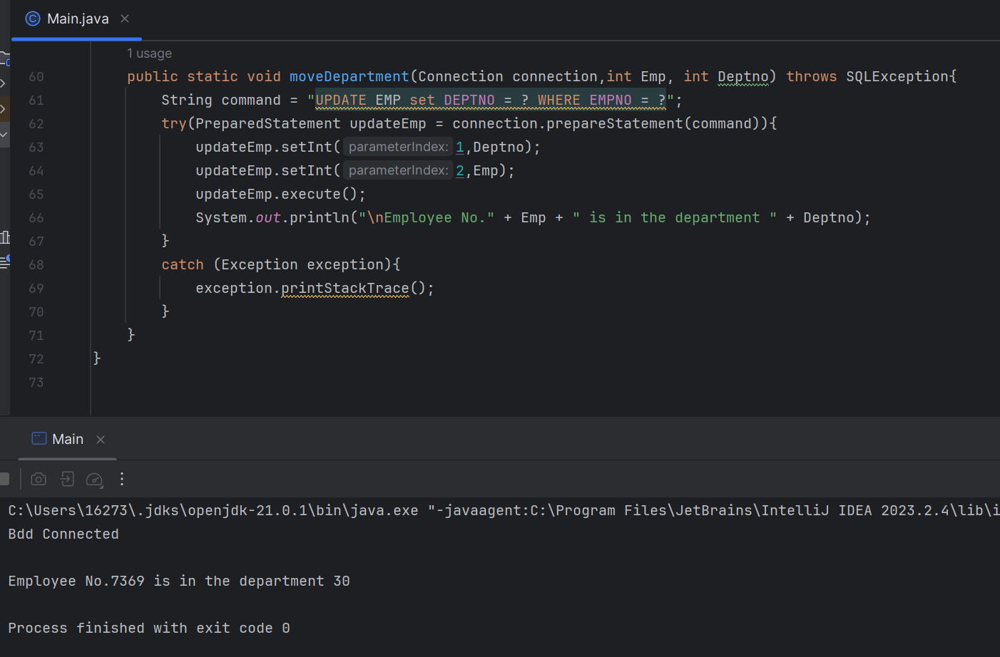 Main.java
1 usage
60 public static void moveDepartment(Connection connection,int Emp, int Deptno) throws SQLException{
61 String command = "UPDATE EMP set DEPTNO = ? WHERE EMPNO = ?";
62 try(PreparedStatement updateEmp = connection.prepareStatement(command)){
63 updateEmp.setInt( parameterIndex: 1,Deptno);
64 updateEmp.setInt( parameterIndex: 2,Emp);
65 updateEmp.execute();
66 System.out.println("\nEmployee No." + Emp + " is in the department " + Deptno);
67 }
68 catch (Exception exception){
69 exception.printStackTrace();
70 }
71 }
72 }
73
Main
C:\Users\16273\.jdks\openjdk-21.0.1\bin\java.exe "-javaagent:C:\Program Files\JetBrains\IntelliJ IDEA 2023.2.4\lib\i
Bdd Connected
Employee No.7369 is in the department 30
Process finished with exit code 0